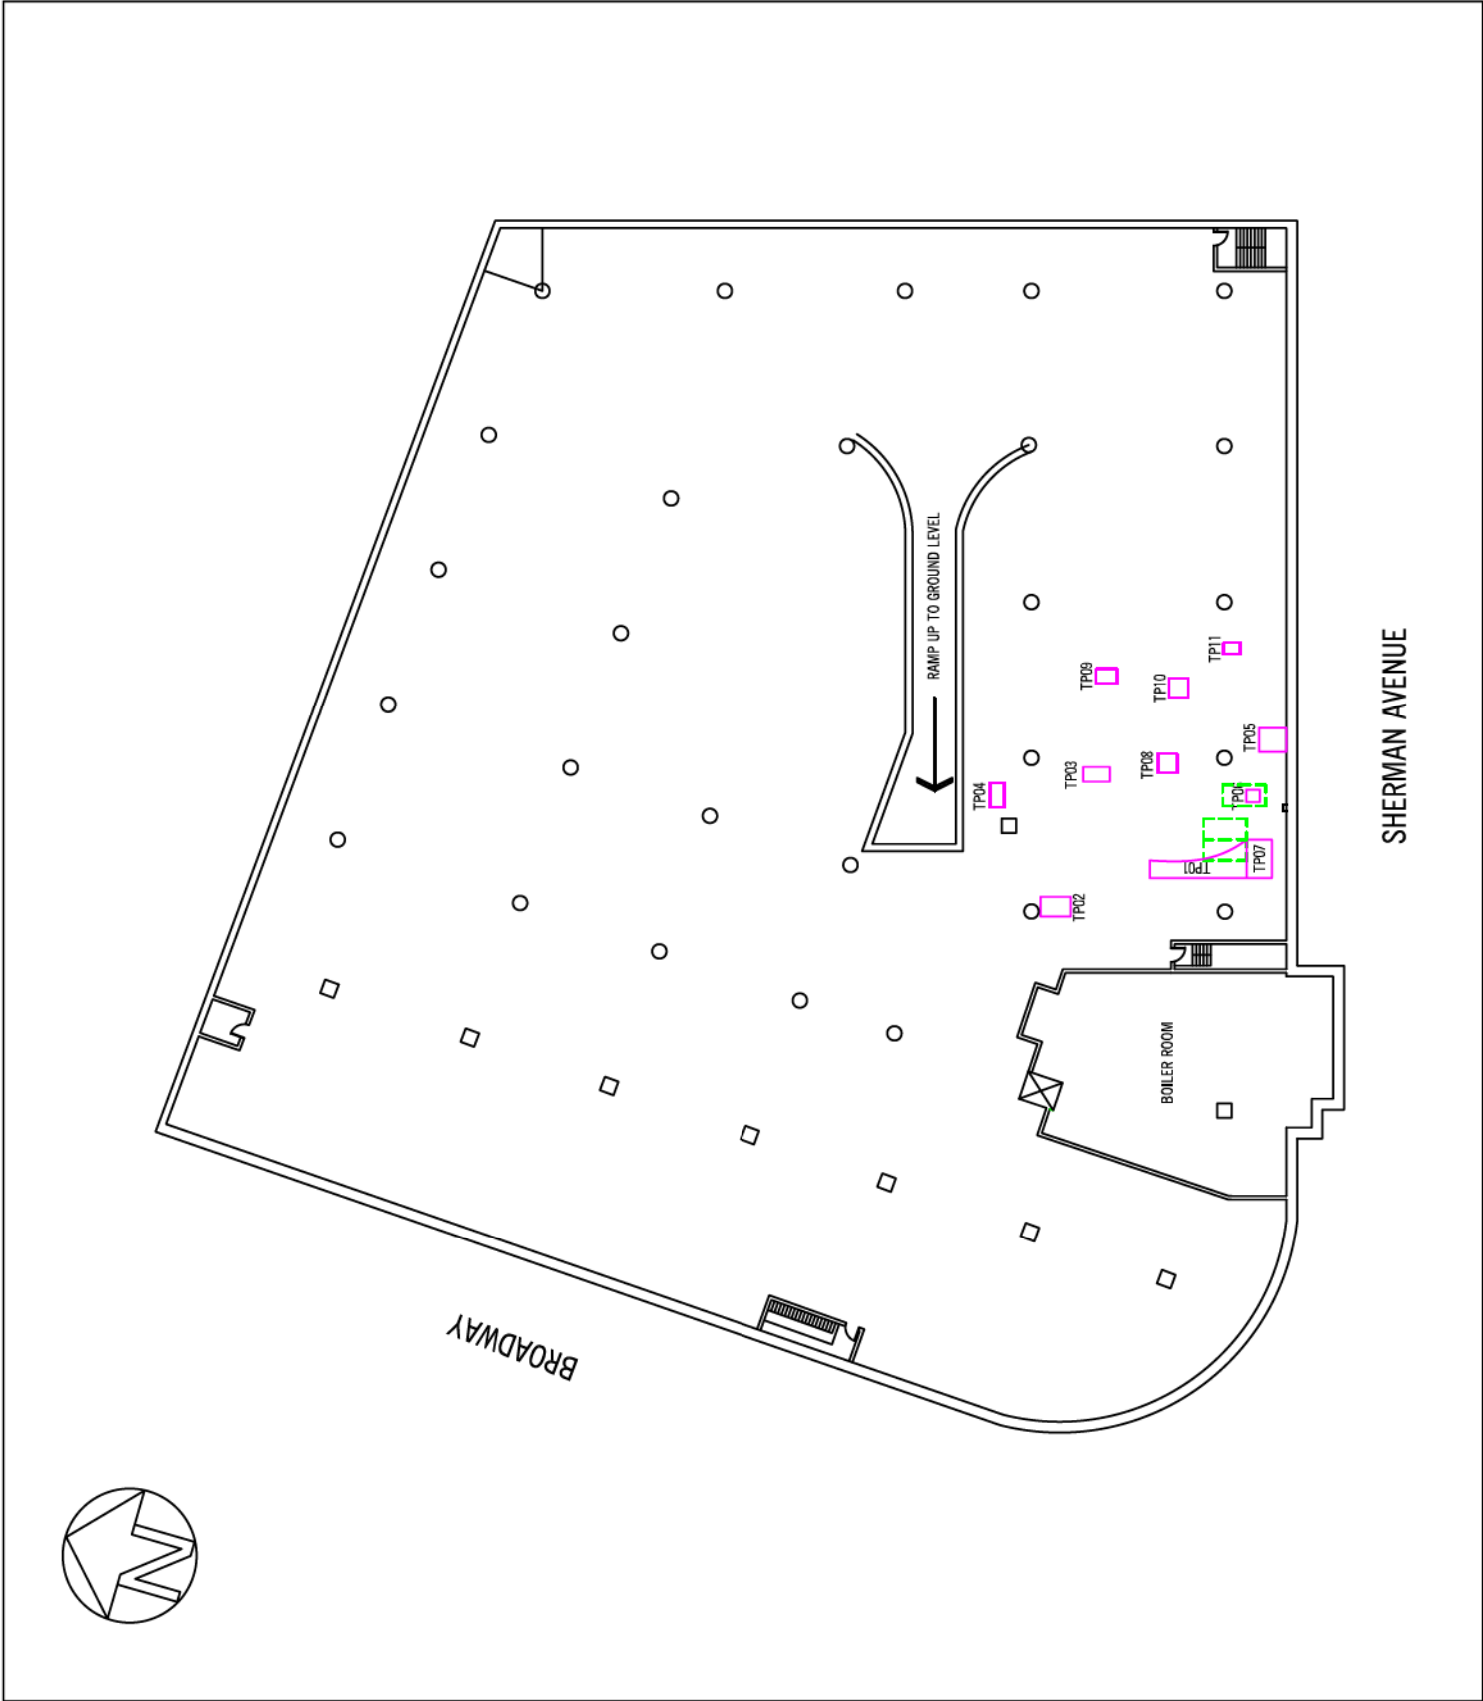 RAMP UP TO GROUND LEVEL
TP11
TP09
TP10
TP05
TP08
TP03
TP04
TP06
TP07
TP01
TP02
SHERMAN AVENUE
BOILER ROOM
BROADWAY
N